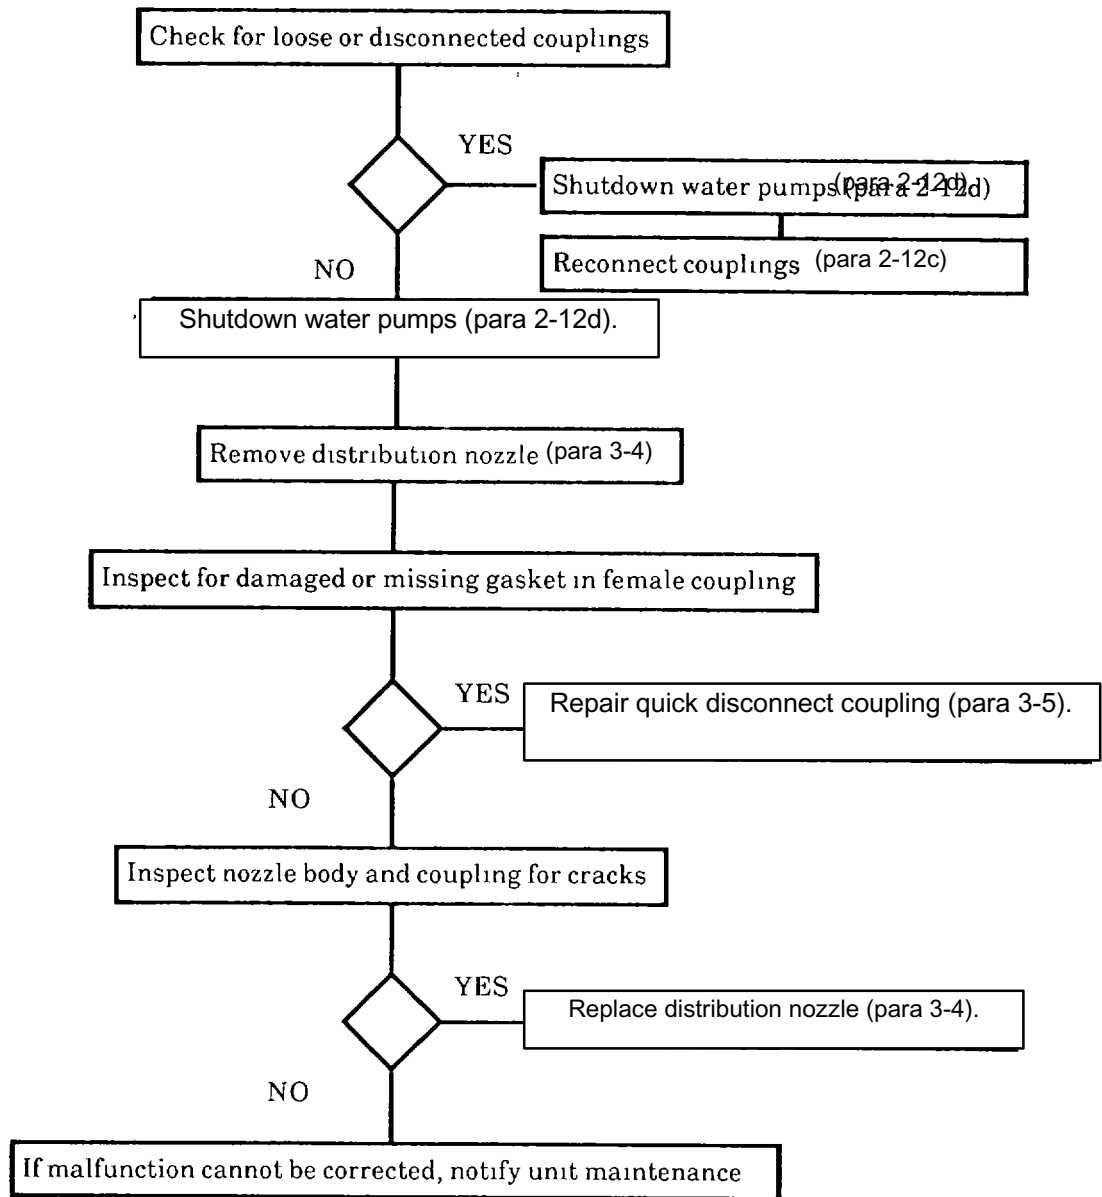 Check for loose or disconnected couplings
YES
Shutdown water pumps (para 2-12d)
Reconnect couplings (para 2-12c)
NO
Shutdown water pumps (para 2-12d).
Remove distribution nozzle (para 3-4)
Inspect for damaged or missing gasket in female coupling
YES
Repair quick disconnect coupling (para 3-5).
NO
Inspect nozzle body and coupling for cracks
YES
Replace distribution nozzle (para 3-4).
NO
If malfunction cannot be corrected, notify unit maintenance